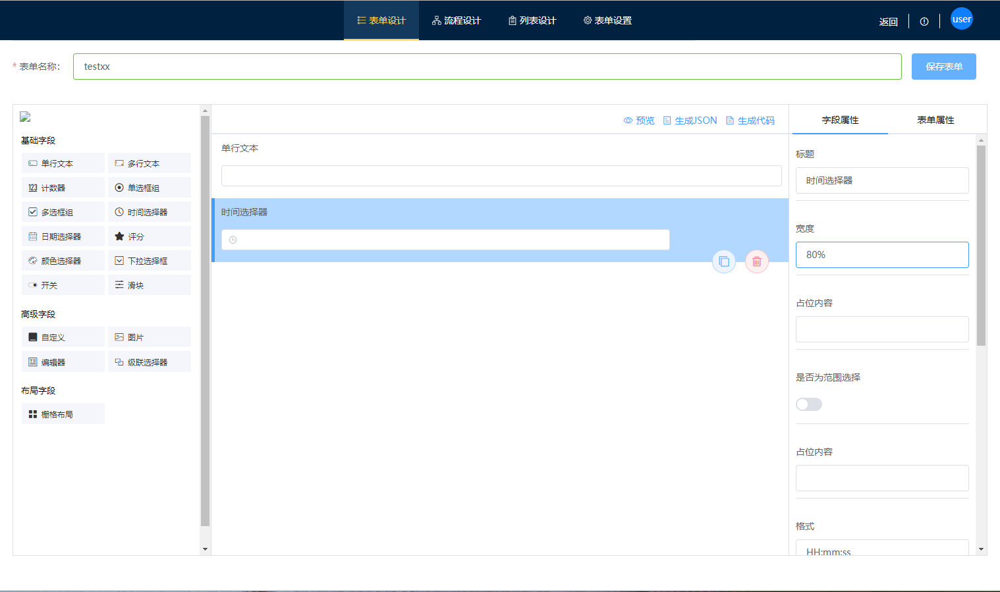 表单设计 流程设计 列表设计 表单设置 返回 user
* 表单名称: testxx 保存表单
预览 生成JSON 生成代码
字段属性 表单属性
基础字段
单行文本 多行文本
123 计数器 单选框组
多选框组 时间选择器
日期选择器 评分
颜色选择器 下拉选择框
开关 滑块
高级字段
自定义 图片
编辑器 级联选择器
布局字段
栅格布局
单行文本
时间选择器
标题
时间选择器
宽度
80%
占位内容
是否为范围选择
占位内容
格式
HH:mm:ss